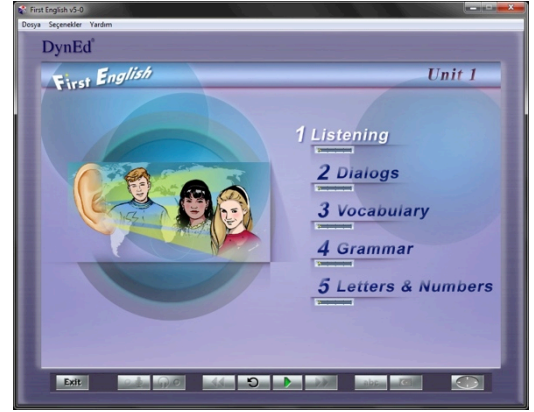 First English v5-0
Dosya Seçenekler Yardım
DynEd®
First English
Unit 1
1 Listening
2 Dialogs
3 Vocabulary
4 Grammar
5 Letters & Numbers
Exit
abc